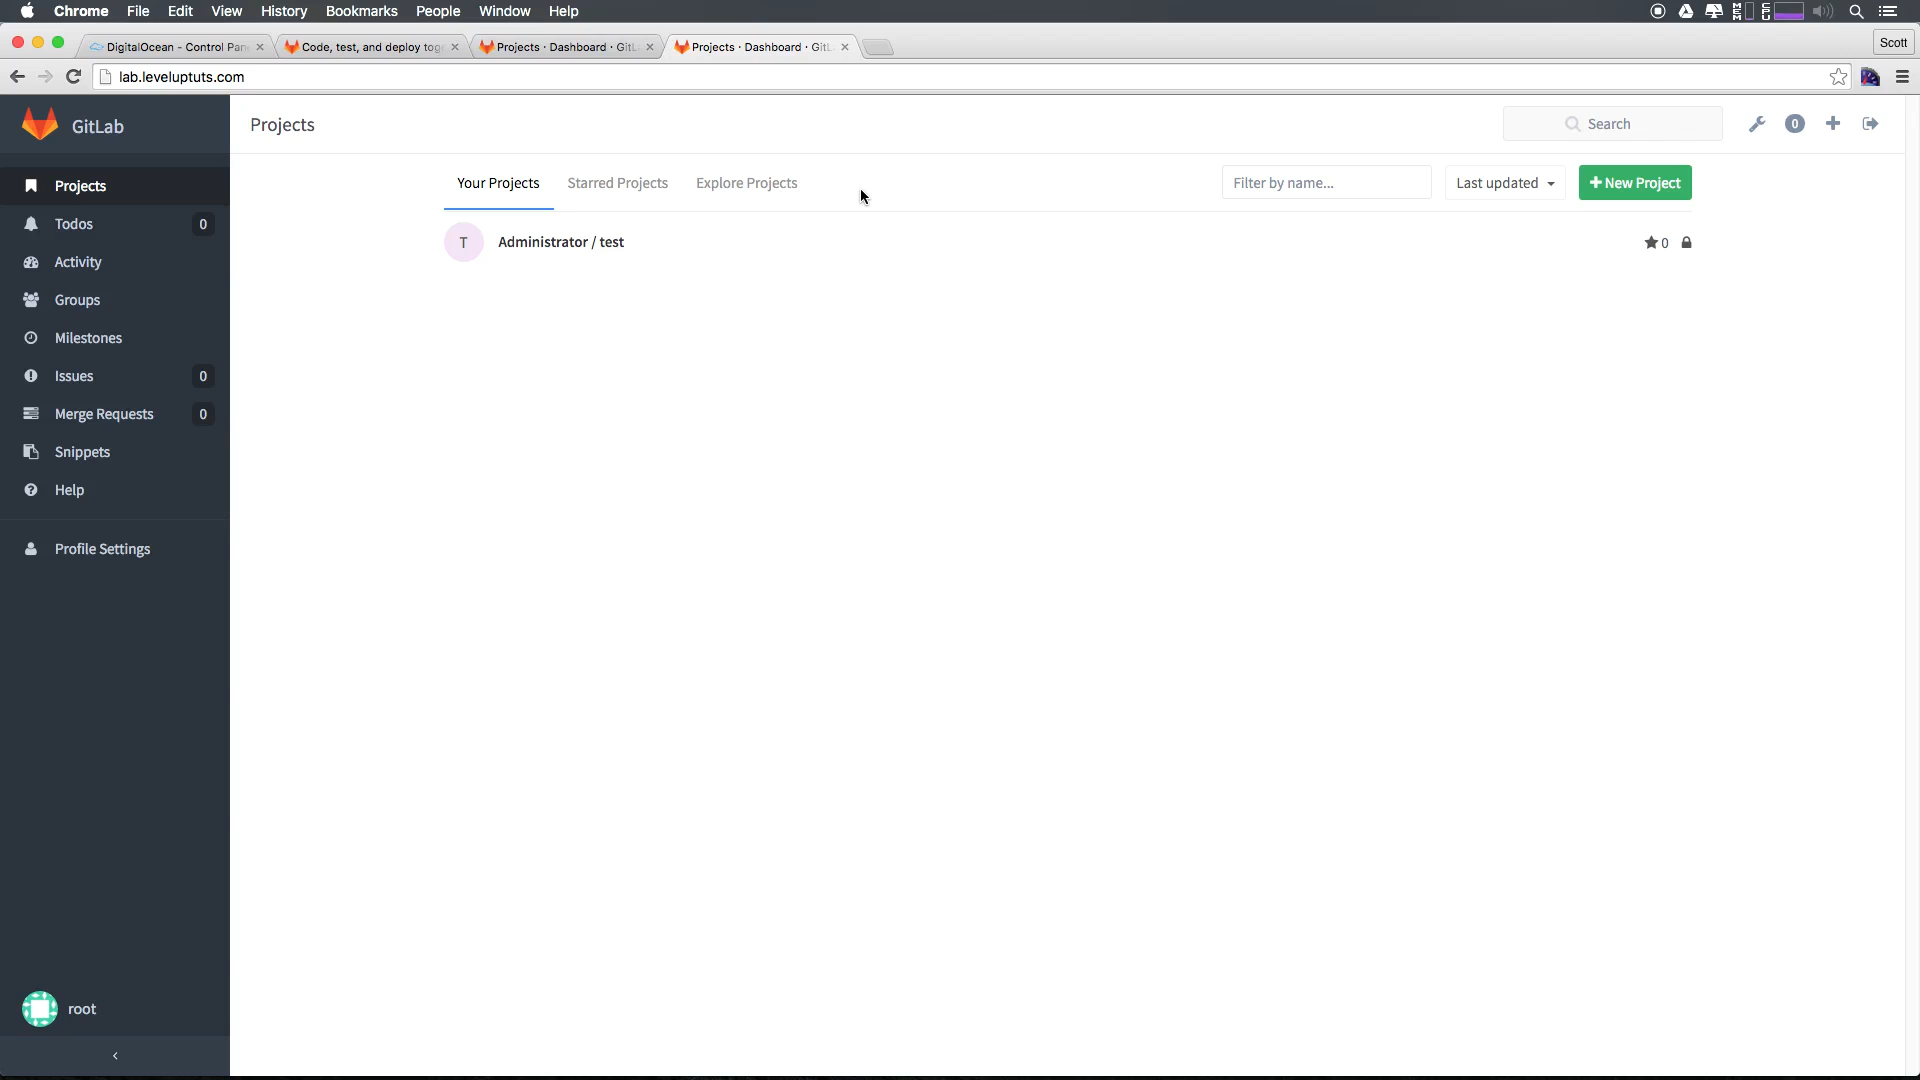 Chrome File Edit View History Bookmarks People Window Help
MEM CPU
DigitalOcean - Control Pan
Code, test, and deploy tog
Projects · Dashboard · GitL
Projects · Dashboard · GitL
Scott
lab.leveluptuts.com
GitLab
Projects
Search
0
Projects
Todos 0
Activity
Groups
Milestones
Issues 0
Merge Requests 0
Snippets
Help
Profile Settings
root
Your Projects Starred Projects Explore Projects
Filter by name...
Last updated
New Project
T Administrator / test
0